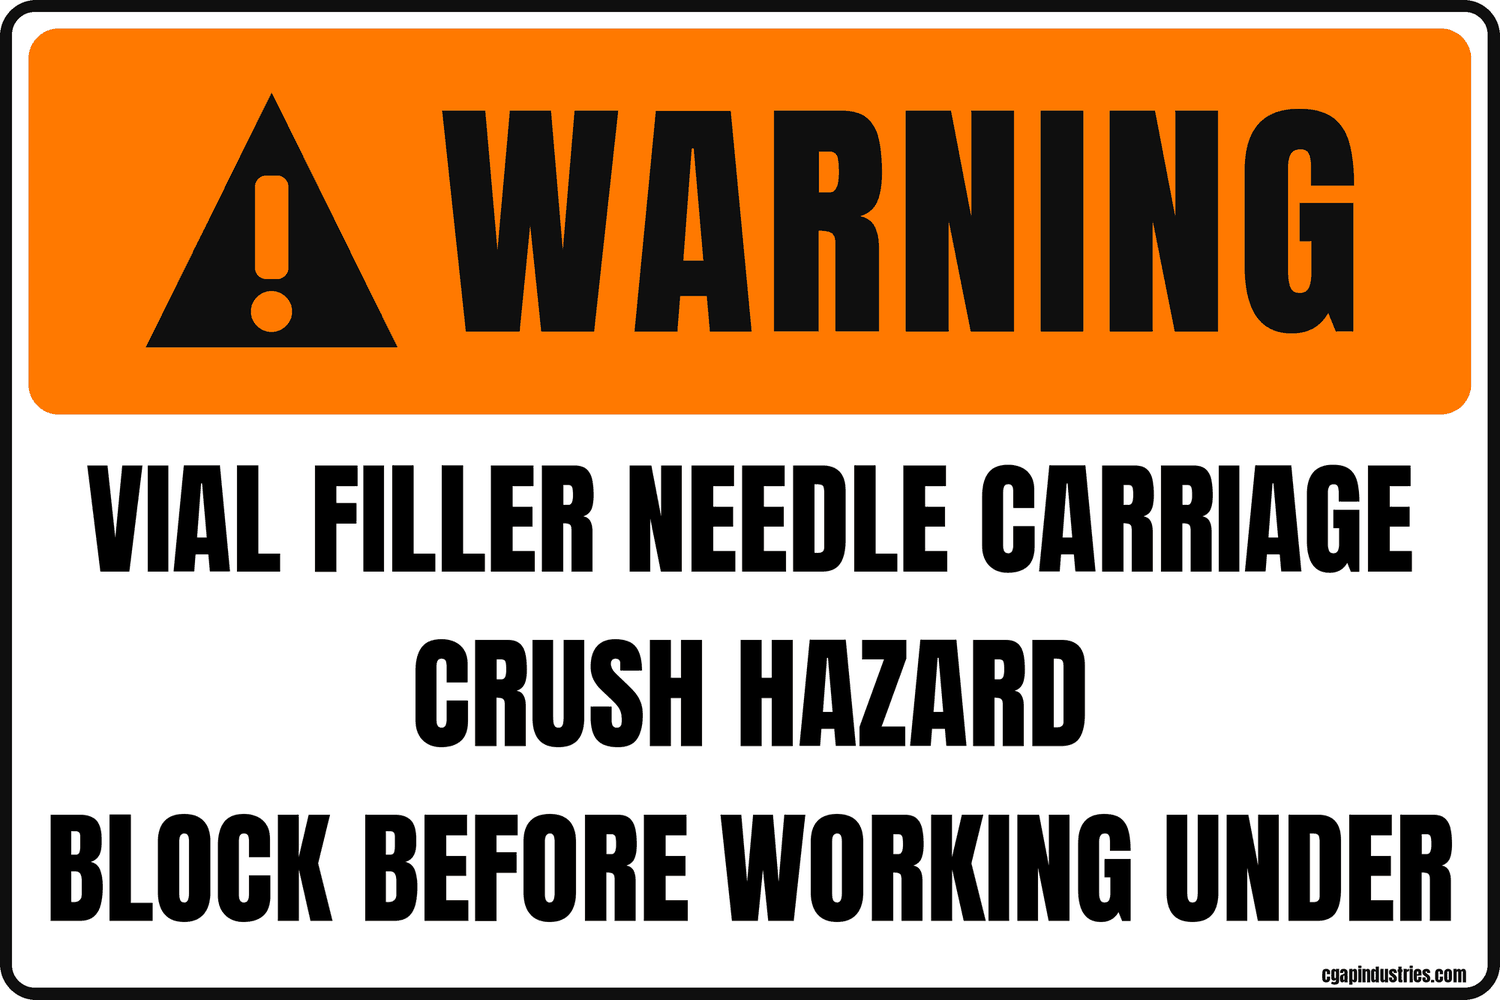 WARNING
VIAL FILLER NEEDLE CARRIAGE
CRUSH HAZARD
BLOCK BEFORE WORKING UNDER
cgapindustries.com